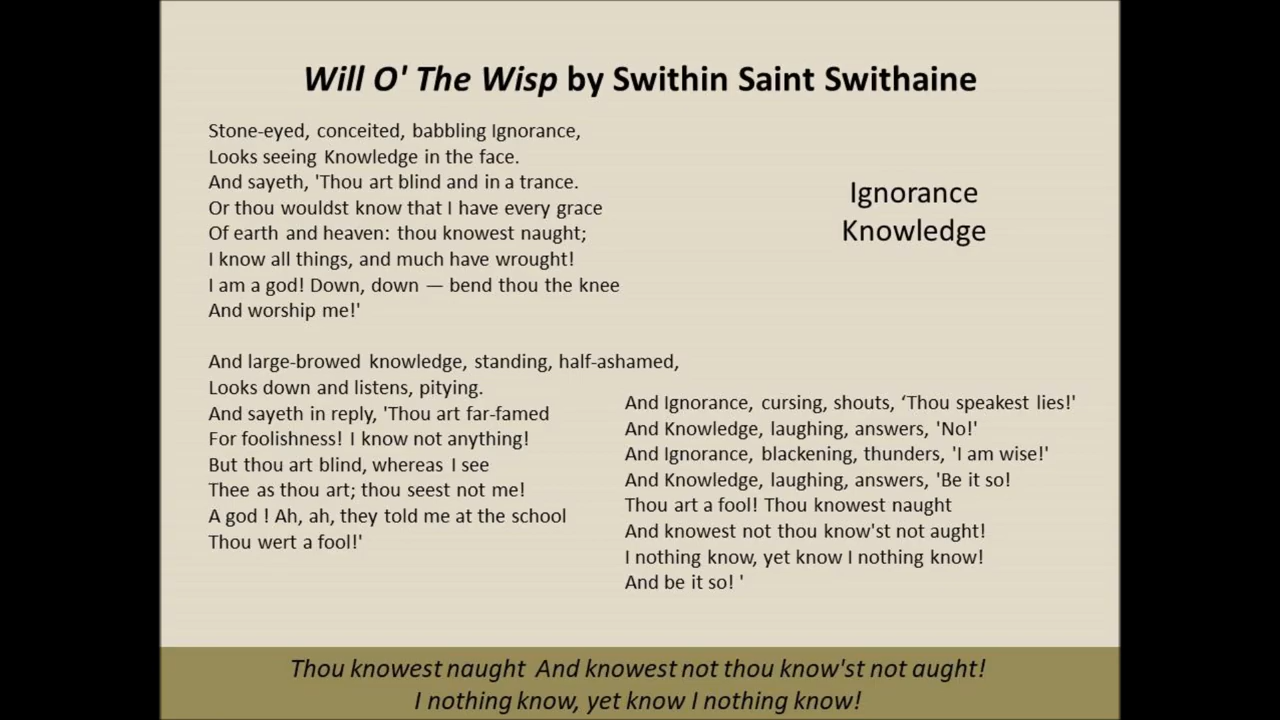 Will O' The Wisp by Swithin Saint Swithaine
Stone-eyed, conceited, babbling Ignorance,
Looks seeing Knowledge in the face.
And sayeth, 'Thou art blind and in a trance.
Or thou wouldst know that I have every grace
Of earth and heaven: thou knowest naught;
I know all things, and much have wrought!
I am a god! Down, down — bend thou the knee
And worship me!'
And large-browed knowledge, standing, half-ashamed,
Looks down and listens, pitying.
And sayeth in reply, 'Thou art far-famed
For foolishness! I know not anything!
But thou art blind, whereas I see
Thee as thou art; thou seest not me!
A god ! Ah, ah, they told me at the school
Thou wert a fool!'
Ignorance
Knowledge
And Ignorance, cursing, shouts, ‘Thou speakest lies!'
And Knowledge, laughing, answers, 'No!'
And Ignorance, blackening, thunders, 'I am wise!'
And Knowledge, laughing, answers, 'Be it so!
Thou art a fool! Thou knowest naught
And knowest not thou know'st not aught!
I nothing know, yet know I nothing know!
And be it so! '
Thou knowest naught And knowest not thou know'st not aught!
I nothing know, yet know I nothing know!